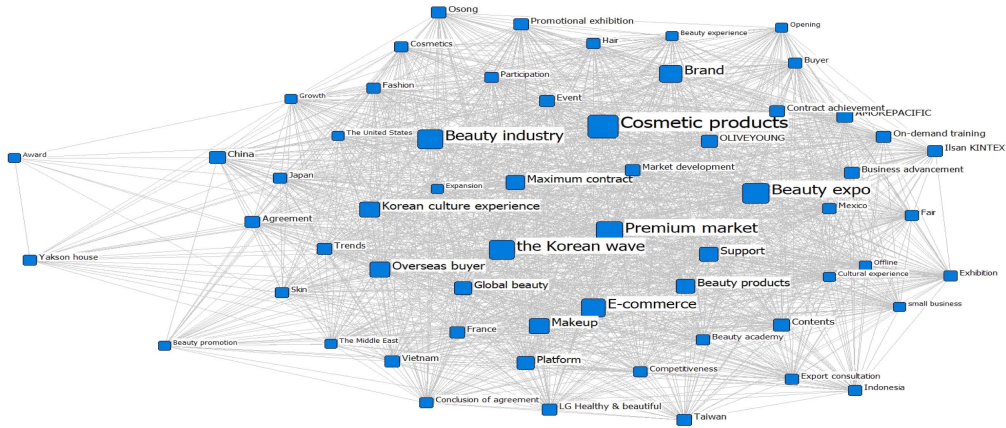 Osong
Promotional exhibition
Opening
Beauty experience
Hair
Cosmetics
Buyer
Brand
Participation
Fashion
Growth
Event
Contract achievement
AMOREPACIFIC
Cosmetic products
The United States
Beauty industry
OLIVEYOUNG
On-demand training
Ilsan KINTEX
Award
China
Market development
Business advancement
Japan
Maximum contract
Expansion
Beauty expo
Korean culture experience
Mexico
Fair
Agreement
Premium market
Trends
the Korean wave
Support
Yakson house
Overseas buyer
Offline
Cultural experience
Exhibition
Global beauty
Beauty products
Skin
E-commerce
small business
Makeup
Contents
France
Beauty promotion
The Middle East
Beauty academy
Vietnam
Platform
Competitiveness
Export consultation
Indonesia
Conclusion of agreement
LG Healthy & beautiful
Taiwan